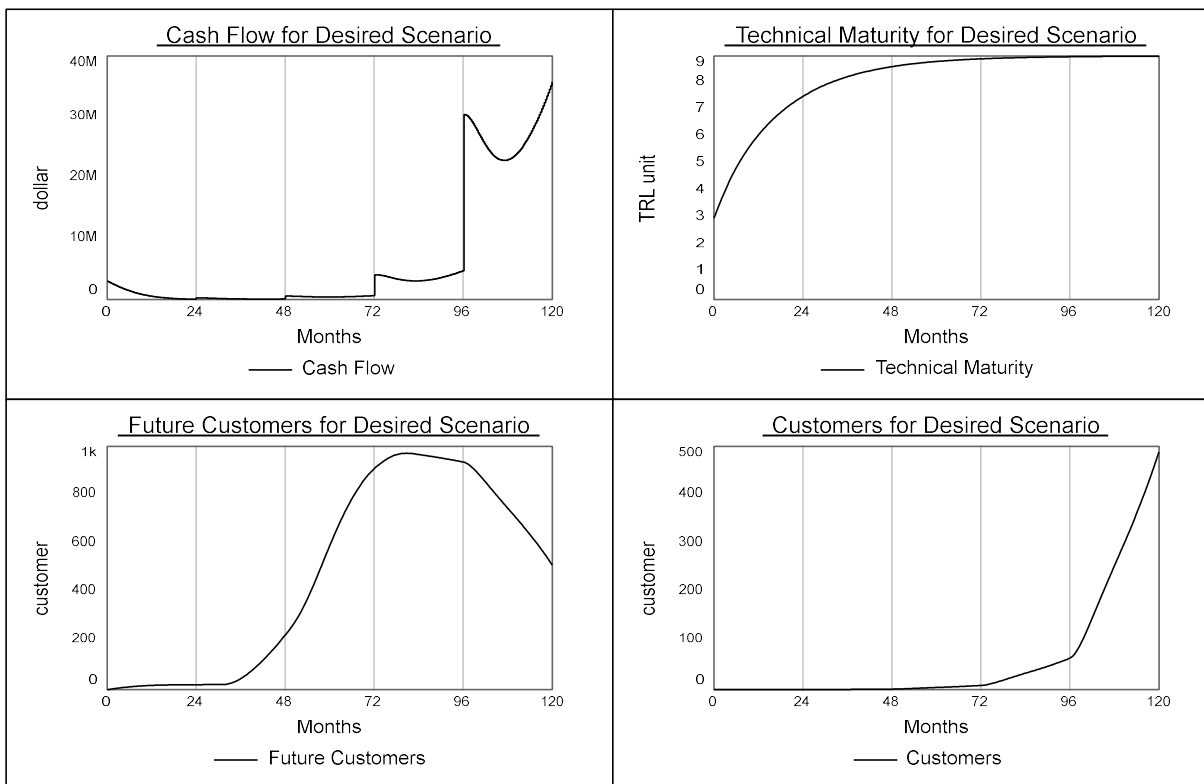 Cash Flow for Desired Scenario
40M
30M
20M
10M
0
dollar
0 24 48 72 96 120
Months
Cash Flow
Technical Maturity for Desired Scenario
9
8
7
6
5
4
3
2
1
0
TRL unit
0 24 48 72 96 120
Months
Technical Maturity
Future Customers for Desired Scenario
1k
800
600
400
200
0
customer
0 24 48 72 96 120
Months
Future Customers
Customers for Desired Scenario
500
400
300
200
100
0
customer
0 24 48 72 96 120
Months
Customers